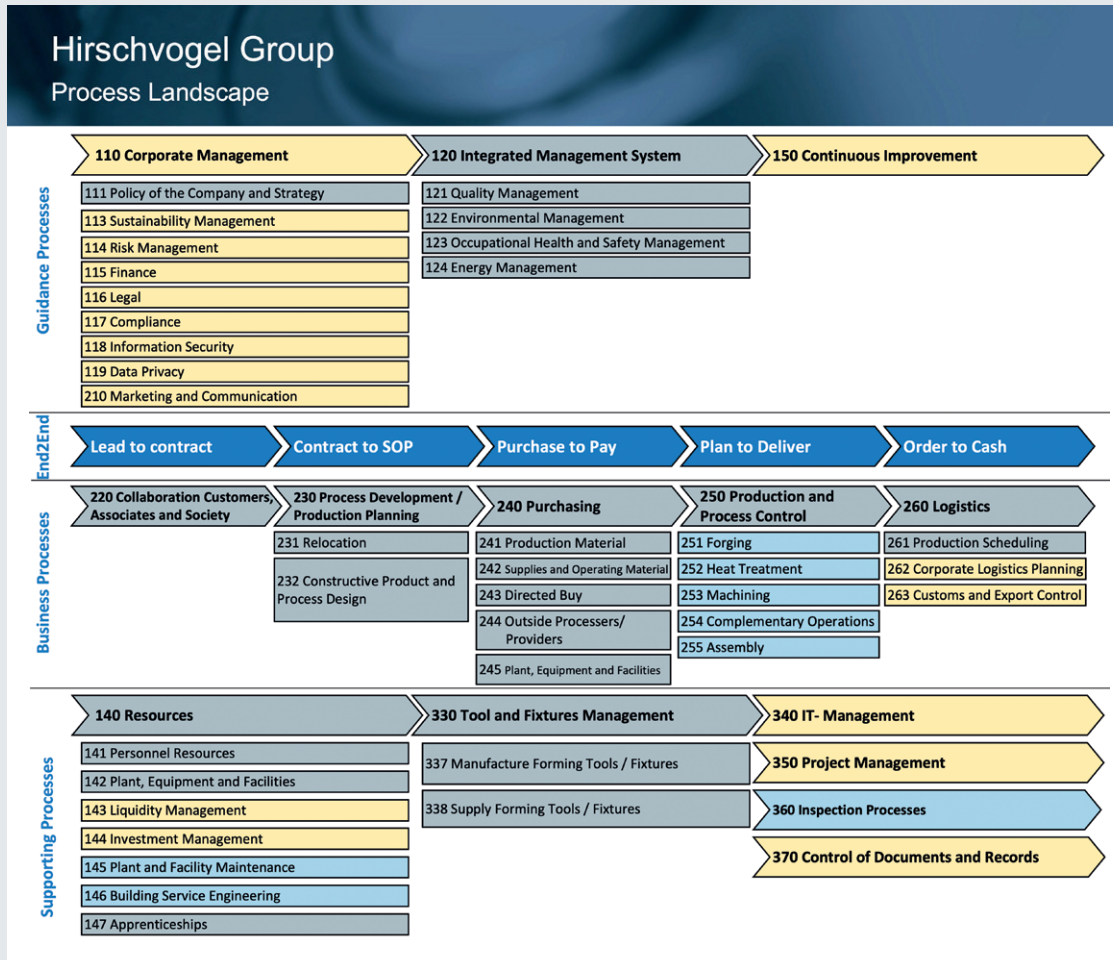 Hirschvogel Group
Process Landscape
Guidance Processes
110 Corporate Management
111 Policy of the Company and Strategy
113 Sustainability Management
114 Risk Management
115 Finance
116 Legal
117 Compliance
118 Information Security
119 Data Privacy
210 Marketing and Communication
120 Integrated Management System
121 Quality Management
122 Environmental Management
123 Occupational Health and Safety Management
124 Energy Management
150 Continuous Improvement
End2End
Lead to contract
Contract to SOP
Purchase to Pay
Plan to Deliver
Order to Cash
Business Processes
220 Collaboration Customers,
Associates and Society
230 Process Development /
Production Planning
231 Relocation
232 Constructive Product and
Process Design
240 Purchasing
241 Production Material
242 Supplies and Operating Material
243 Directed Buy
244 Outside Processers/
Providers
245 Plant, Equipment and Facilities
250 Production and
Process Control
251 Forging
252 Heat Treatment
253 Machining
254 Complementary Operations
255 Assembly
260 Logistics
261 Production Scheduling
262 Corporate Logistics Planning
263 Customs and Export Control
Supporting Processes
140 Resources
141 Personnel Resources
142 Plant, Equipment and Facilities
143 Liquidity Management
144 Investment Management
145 Plant and Facility Maintenance
146 Building Service Engineering
147 Apprenticeships
330 Tool and Fixtures Management
337 Manufacture Forming Tools / Fixtures
338 Supply Forming Tools / Fixtures
340 IT- Management
350 Project Management
360 Inspection Processes
370 Control of Documents and Records